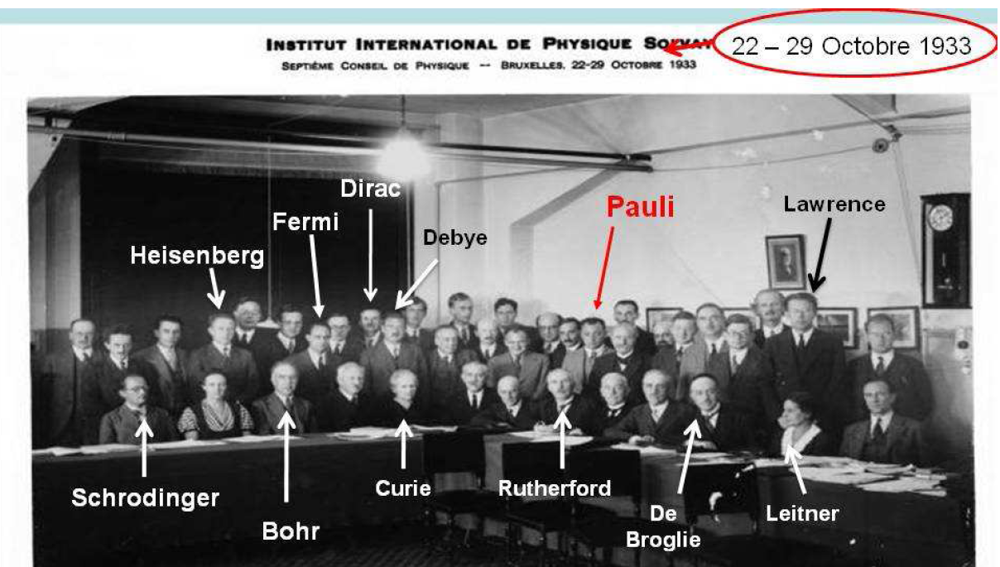 INSTITUT INTERNATIONAL DE PHYSIQUE SOLVAY
22 – 29 Octobre 1933
SEPTIÈME CONSEIL DE PHYSIQUE -- BRUXELLES, 22-29 OCTOBRE 1933
Dirac
Pauli
Lawrence
Fermi
Debye
Heisenberg
Schrodinger
Curie
Rutherford
Bohr
De
Broglie
Leitner